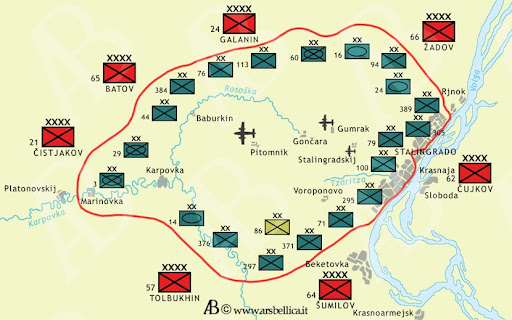 XXXX
24
GALANIN
XXXX
66
ŽADOV
XXXX
65
BATOV
XX
113
XX
60
XX
16
XX
94
XX
76
XX
384
XX
24
Rjnok
Volga
XX
44
Rasoška
Baburkin
XX
389
XX
305
XXXX
21
ČISTJAKOV
XX
29
Pitomnik
Gončara
Gumrak
XX
79
STALINGRADO
Stalingradskij
XX
100
XX
3
Karpovka
Tzáritza
XXXX
62
ČUJKOV
Krasnaja
Sloboda
Platonovskij
Marinovka
Karpovka
Voroponovo
XX
295
XX
14
XX
86
XX
71
XX
376
XX
371
XX
297
Beketovka
XXXX
57
TOLBUKHIN
XXXX
64
ŠUMILOV
Krasnoarmejsk
AB © www.arsbellica.it